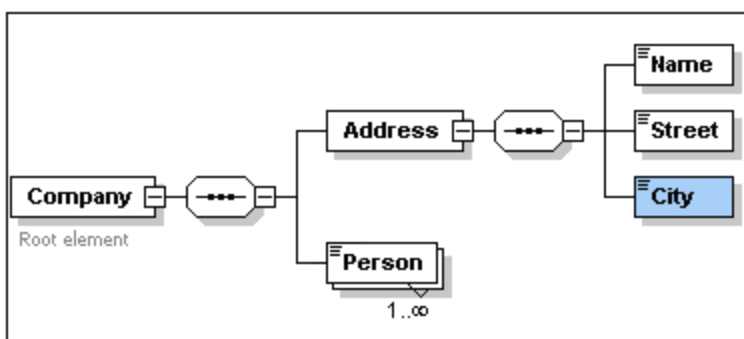 Name
Address
Street
Company
City
Root element
Person
1..∞